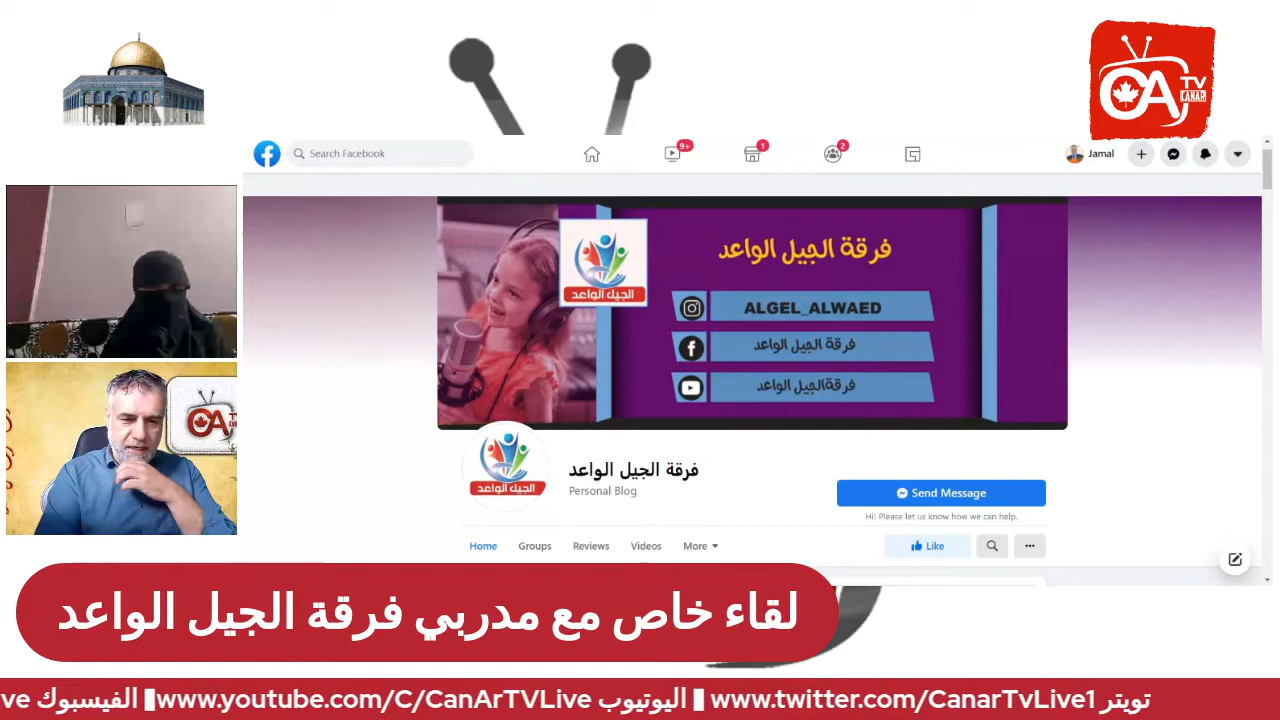 CA TV
CANAR
Search Facebook
9+
1
2
Jamal
فرقة الجيل الواعد
الجيل الواعد
ALGEL_ALWAED
فرقة الجيل الواعد
فرقةالجيل الواعد
الجيل الواعد
فرقة الجيل الواعد
Personal Blog
Send Message
Hi! Please let us know how we can help.
Home Groups Reviews Videos More
Like
CA
لقاء خاص مع مدربي فرقة الجيل الواعد
تويتر www.twitter.com/CanarTvLive1 اليوتيوب www.youtube.com/C/CanArTVLive الفيسبوك ve